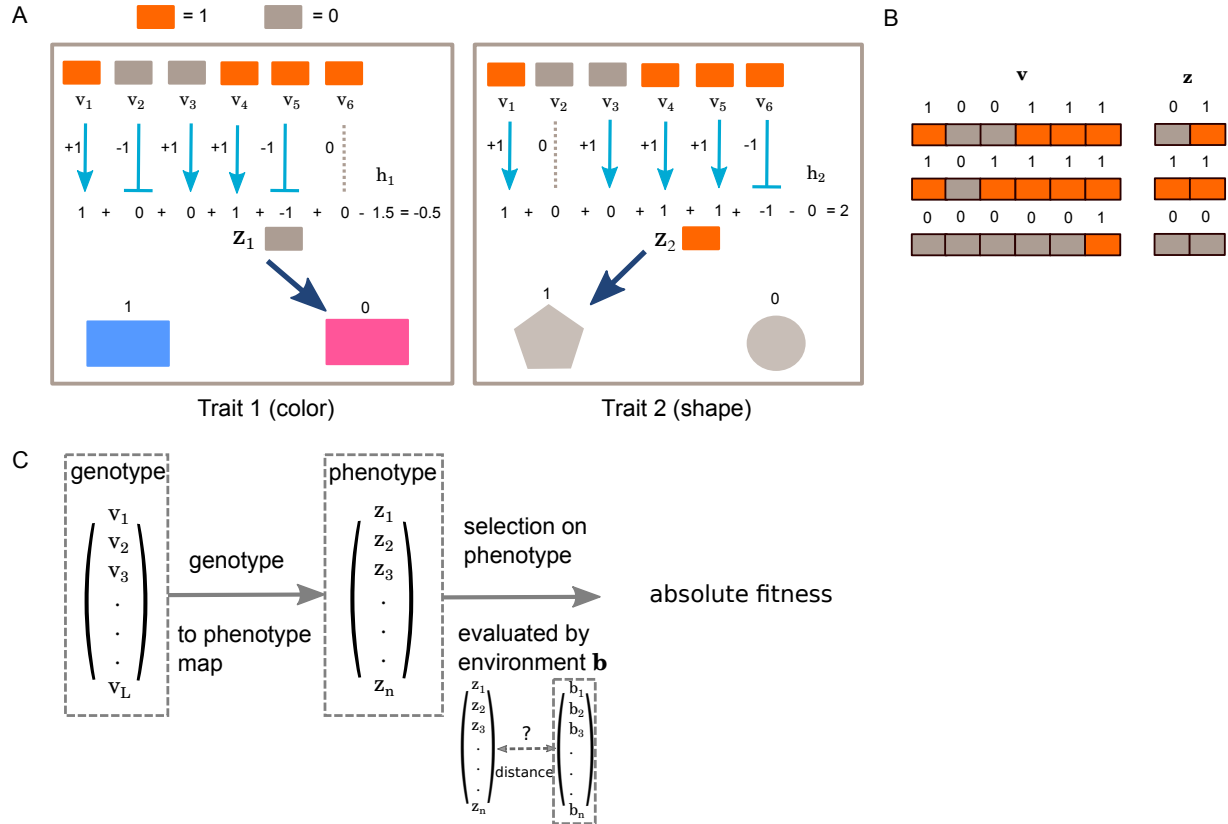 A
= 1
= 0
v1 v2 v3 v4 v5 v6
+1 -1 +1 +1 -1 0
h1
1 + 0 + 0 + 1 + -1 + 0 - 1.5 = -0.5
z1
1
0
Trait 1 (color)
v1 v2 v3 v4 v5 v6
+1 0 +1 +1 +1 -1
h2
1 + 0 + 0 + 1 + 1 + -1 - 0 = 2
z2
1
0
Trait 2 (shape)
B
v z
1 0 0 1 1 1 0 1
1 0 1 1 1 1 1 1
0 0 0 0 0 1 0 0
C
genotype
v1
v2
v3
.
.
.
vL
genotype
to phenotype
map
phenotype
z1
z2
z3
.
.
.
zn
selection on
phenotype
evaluated by
environment b
z1
z2
z3
.
.
.
zn
?
distance
b1
b2
b3
.
.
.
bn
absolute fitness